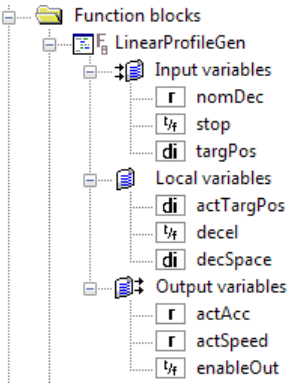 Function blocks
LinearProfileGen
Input variables
r nomDec
t/f stop
di targPos
Local variables
di actTargPos
t/f decel
di decSpace
Output variables
r actAcc
r actSpeed
t/f enableOut